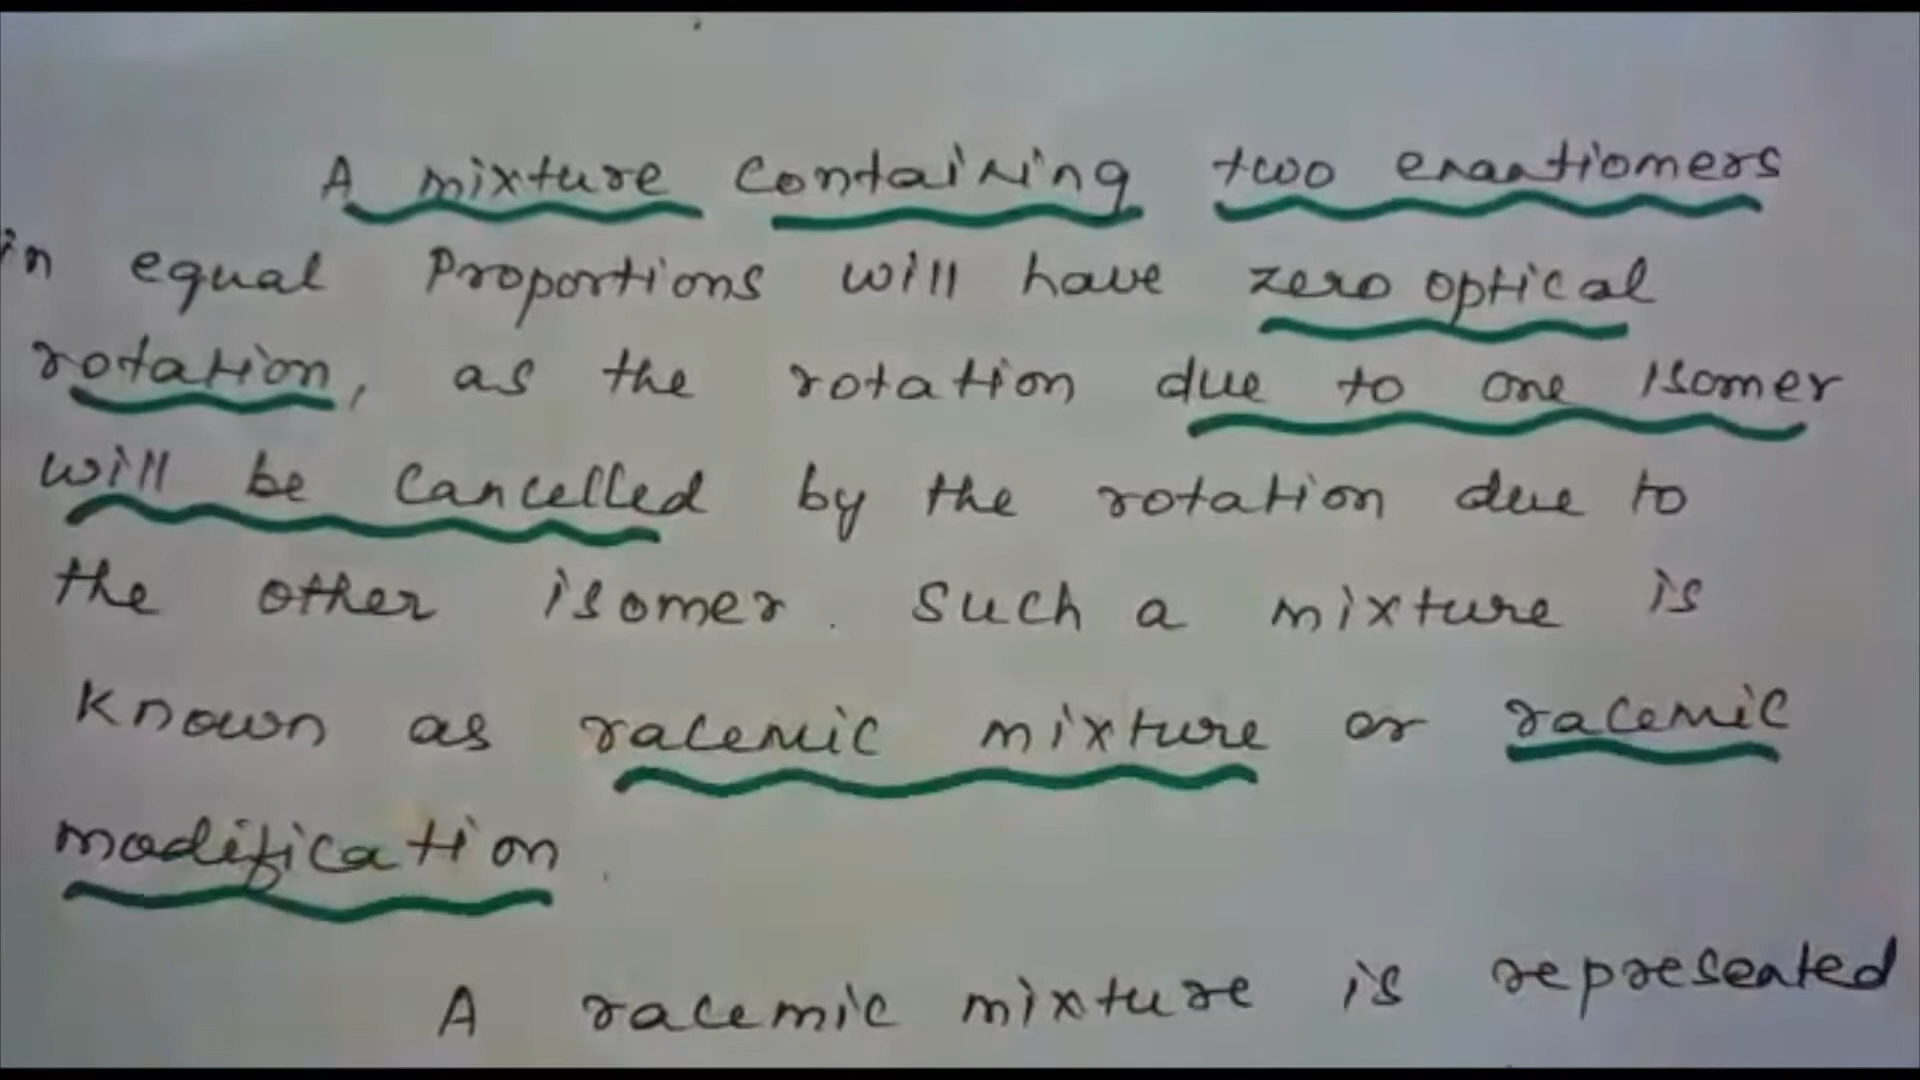 A mixture containing two enantiomers
in equal Proportions will have zero optical
rotation, as the rotation due to one isomer
will be cancelled by the rotation due to
the other isomer. Such a mixture is
known as racemic mixture or racemic
modification.
A racemic mixture is represented